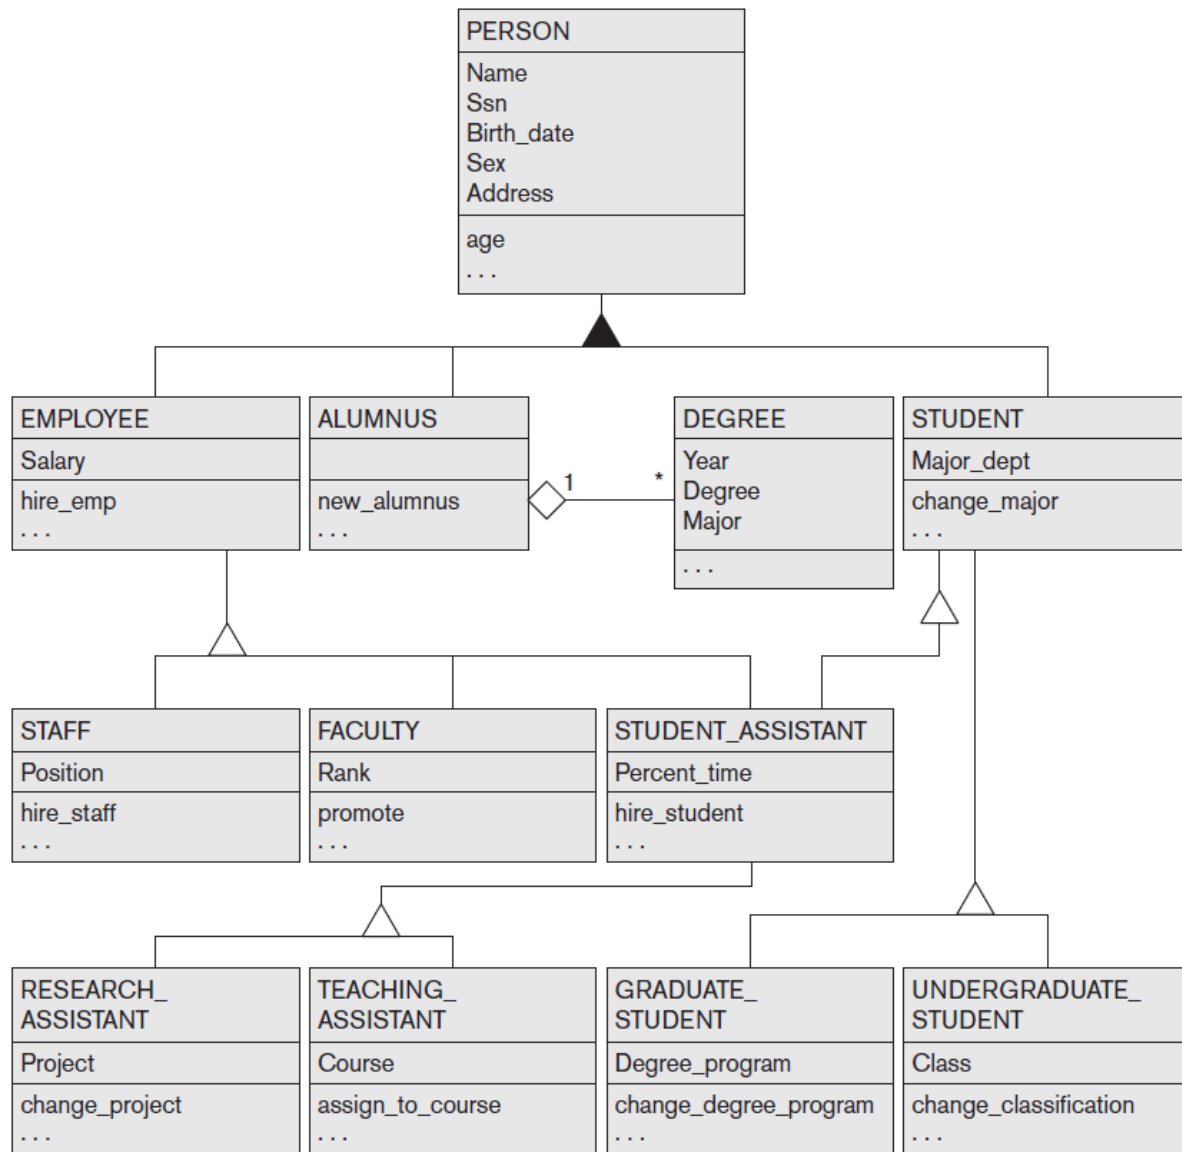 PERSON
Name
Ssn
Birth_date
Sex
Address
age
. . .
EMPLOYEE
Salary
hire_emp
. . .
ALUMNUS
new_alumnus
. . .
1
*
DEGREE
Year
Degree
Major
. . .
STUDENT
Major_dept
change_major
. . .
STAFF
Position
hire_staff
. . .
FACULTY
Rank
promote
. . .
STUDENT_ASSISTANT
Percent_time
hire_student
. . .
RESEARCH_
ASSISTANT
Project
change_project
. . .
TEACHING_
ASSISTANT
Course
assign_to_course
. . .
GRADUATE_
STUDENT
Degree_program
change_degree_program
. . .
UNDERGRADUATE_
STUDENT
Class
change_classification
. . .